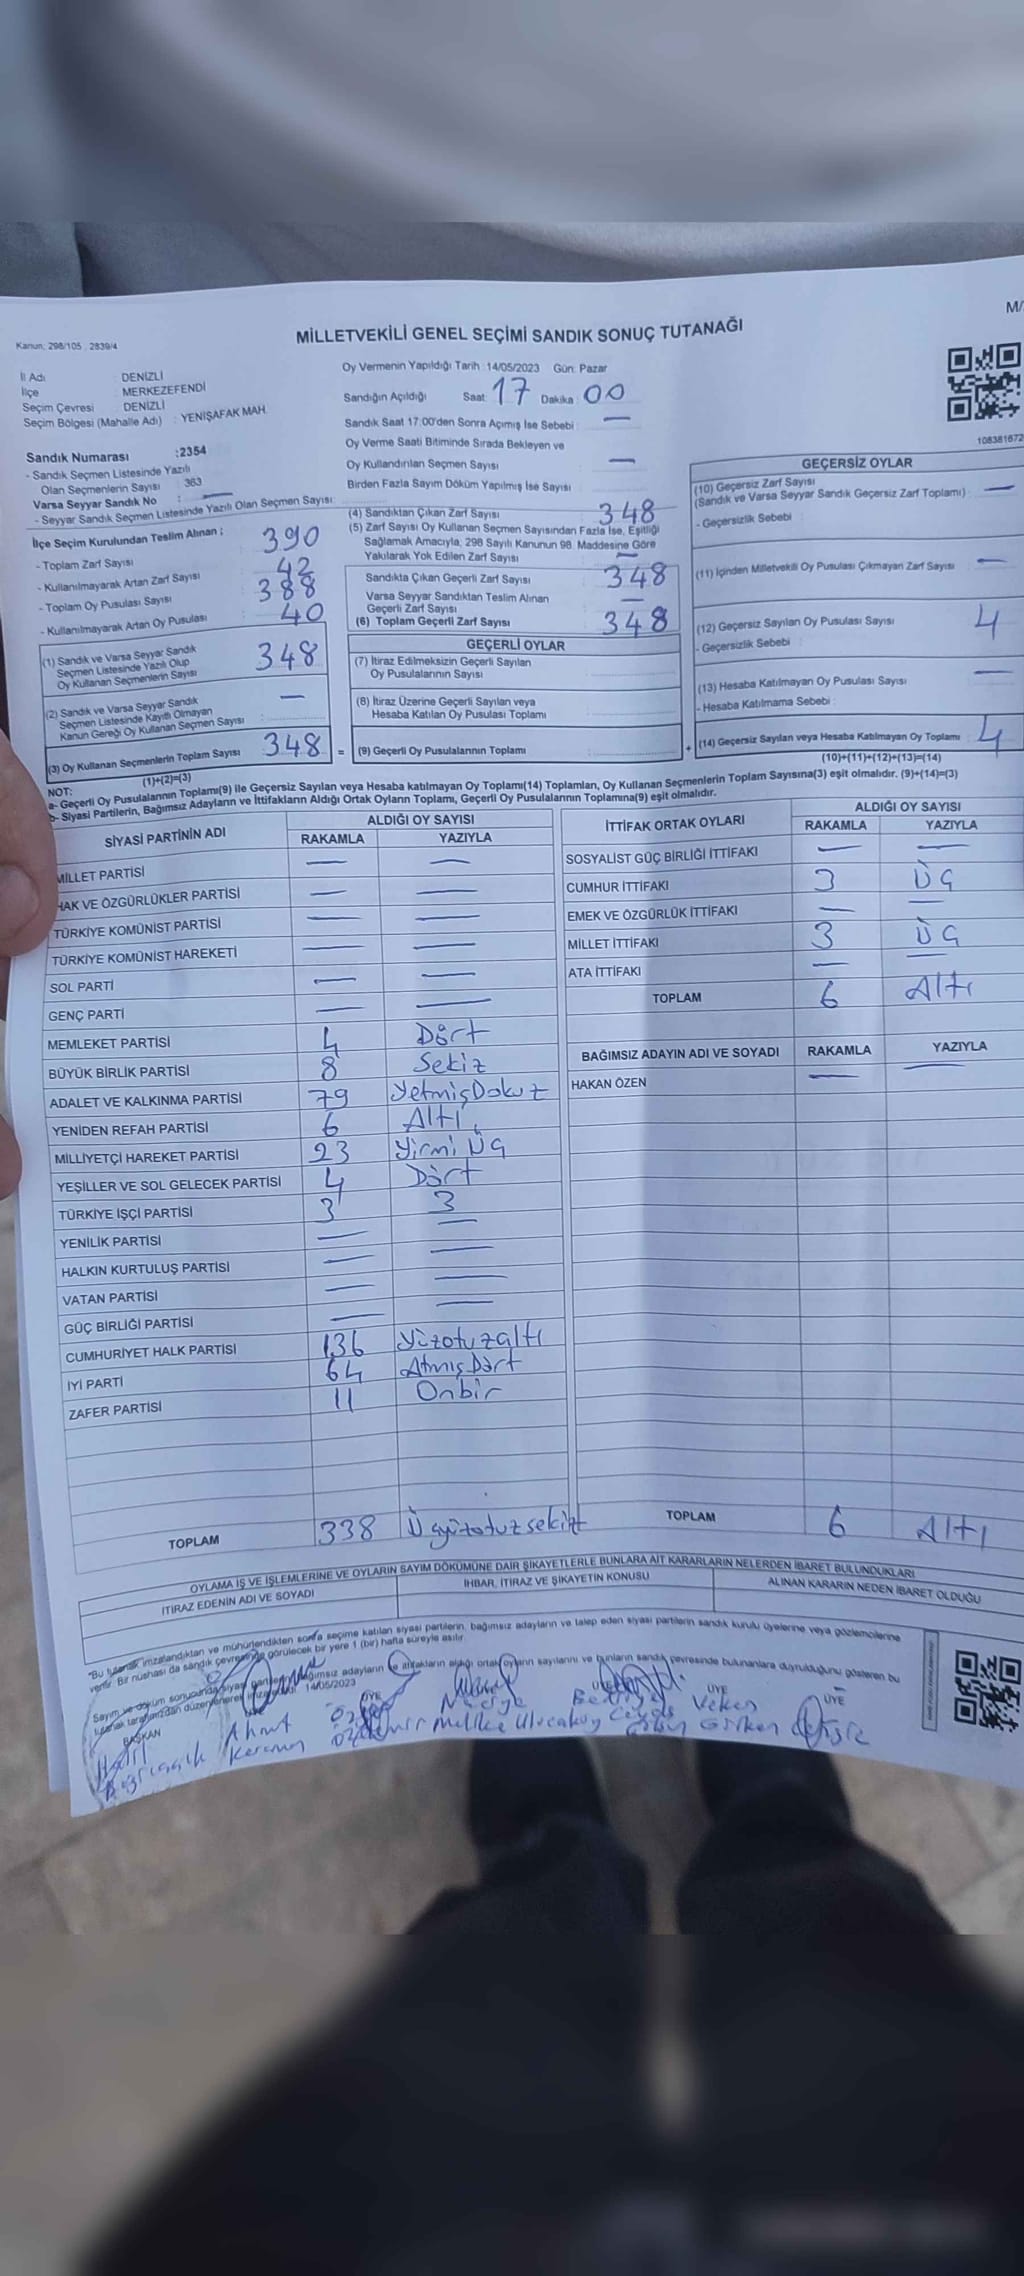 M/
MİLLETVEKİLİ GENEL SEÇİMİ SANDIK SONUÇ TUTANAĞI
Kanun: 298/105 : 2839/4
İl Adı : DENİZLİ
İlçe : MERKEZEFENDİ
Seçim Çevresi : DENİZLİ
Seçim Bölgesi (Mahalle Adı) : YENİŞAFAK MAH.
Oy Vermenin Yapıldığı Tarih : 14/05/2023 Gün: Pazar
Sandığın Açıldığı Saat: 17 Dakika : 00
Sandık Saat 17:00'den Sonra Açımış İse Sebebi : —
Oy Verme Saati Bitiminde Sırada Bekleyen ve
Oy Kullandırılan Seçmen Sayısı : —
Birden Fazla Sayım Döküm Yapılmış İse Sayısı :
108381672
Sandık Numarası :2354
- Sandık Seçmen Listesinde Yazılı
Olan Seçmenlerin Sayısı : 363
Varsa Seyyar Sandık No : —
- Seyyar Sandık Seçmen Listesinde Yazılı Olan Seçmen Sayısı :
İlçe Seçim Kurulundan Teslim Alınan ;
- Toplam Zarf Sayısı 390
- Kullanılmayarak Artan Zarf Sayısı 42
- Toplam Oy Pusulası Sayısı 388
- Kullanılmayarak Artan Oy Pusulası 40
(1) Sandık ve Varsa Seyyar Sandık
Seçmen Listesinde Yazılı Olup
Oy Kullanan Seçmenlerin Sayısı 348
(2) Sandık ve Varsa Seyyar Sandık
Seçmen Listesinde Kayıtlı Olmayan
Kanun Gereği Oy Kullanan Seçmen Sayısı —
(3) Oy Kullanan Seçmenlerin Toplam Sayısı 348 =
(1)+(2)=(3)
(4) Sandıktan Çıkan Zarf Sayısı 348
(5) Zarf Sayısı Oy Kullanan Seçmen Sayısından Fazla İse, Eşitliği
Sağlamak Amacıyla; 298 Sayılı Kanunun 98. Maddesine Göre
Yakılarak Yok Edilen Zarf Sayısı —
Sandıkta Çıkan Geçerli Zarf Sayısı 348
Varsa Seyyar Sandıktan Teslim Alınan
Geçerli Zarf Sayısı —
(6) Toplam Geçerli Zarf Sayısı 348
GEÇERLİ OYLAR
(7) İtiraz Edilmeksizin Geçerli Sayılan
Oy Pusulalarının Sayısı
(8) İtiraz Üzerine Geçerli Sayılan veya
Hesaba Katılan Oy Pusulası Toplamı
(9) Geçerli Oy Pusulalarının Toplamı +
GEÇERSİZ OYLAR
(10) Geçersiz Zarf Sayısı
(Sandık ve Varsa Seyyar Sandık Geçersiz Zarf Toplamı) : —
- Geçersizlik Sebebi :
(11) İçinden Milletvekili Oy Pusulası Çıkmayan Zarf Sayısı —
(12) Geçersiz Sayılan Oy Pusulası Sayısı 4
- Geçersizlik Sebebi :
(13) Hesaba Katılmayan Oy Pusulası Sayısı —
- Hesaba Katılmama Sebebi :
(14) Geçersiz Sayılan veya Hesaba Katılmayan Oy Toplamı 4
(10)+(11)+(12)+(13)=(14)
NOT:
a- Geçerli Oy Pusulalarının Toplamı(9) ile Geçersiz Sayılan veya Hesaba katılmayan Oy Toplamı(14) Toplamları, Oy Kullanan Seçmenlerin Toplam Sayısına(3) eşit olmalıdır. (9)+(14)=(3)
b- Siyasi Partilerin, Bağımsız Adayların ve İttifakların Aldığı Ortak Oyların Toplamı, Geçerli Oy Pusulalarının Toplamına(9) eşit olmalıdır.
SİYASİ PARTİNİN ADI ALDIĞI OY SAYISI
RAKAMLA YAZIYLA
MİLLET PARTİSİ — —
HAK VE ÖZGÜRLÜKLER PARTİSİ — —
TÜRKİYE KOMÜNİST PARTİSİ — —
TÜRKİYE KOMÜNİST HAREKETİ — —
SOL PARTİ — —
GENÇ PARTİ — —
MEMLEKET PARTİSİ 4 Dört
BÜYÜK BİRLİK PARTİSİ 8 Sekiz
ADALET VE KALKINMA PARTİSİ 79 YetmişDokuz
YENİDEN REFAH PARTİSİ 6 Altı
MİLLİYETÇİ HAREKET PARTİSİ 23 Yirmi Üç
YEŞİLLER VE SOL GELECEK PARTİSİ 4 Dört
TÜRKİYE İŞÇİ PARTİSİ 3 3
YENİLİK PARTİSİ — —
HALKIN KURTULUŞ PARTİSİ — —
VATAN PARTİSİ — —
GÜÇ BİRLİĞİ PARTİSİ — —
CUMHURİYET HALK PARTİSİ 136 Yüzotuzaltı
İYİ PARTİ 64 AtmışDört
ZAFER PARTİSİ 11 Onbir
TOPLAM 338 Üçyüzotuzsekiz
İTTİFAK ORTAK OYLARI ALDIĞI OY SAYISI
RAKAMLA YAZIYLA
SOSYALİST GÜÇ BİRLİĞİ İTTİFAKI — —
CUMHUR İTTİFAKI 3 ÜÇ
EMEK VE ÖZGÜRLÜK İTTİFAKI — —
MİLLET İTTİFAKI 3 ÜÇ
ATA İTTİFAKI — —
TOPLAM 6 Altı
BAĞIMSIZ ADAYIN ADI VE SOYADI RAKAMLA YAZIYLA
HAKAN ÖZEN — —
TOPLAM 6 Altı
OYLAMA İŞ VE İŞLEMLERİNE VE OYLARIN SAYIM DÖKÜMÜNE DAİR ŞİKAYETLERLE BUNLARA AİT KARARLARIN NELERDEN İBARET BULUNDUKLARI
İTİRAZ EDENİN ADI VE SOYADI İHBAR, İTİRAZ VE ŞİKAYETİN KONUSU ALINAN KARARIN NEDEN İBARET OLDUĞU
"Bu tutanak imzalandıktan ve mühürlendikten sonra seçime katılan siyasi partilerin, bağımsız adayların ve talep eden siyasi partilerin sandık kurulu üyelerine veya gözlemcilerine
verilir. Bir nüshası da sandık çevresinde görülecek bir yere 1 (bir) hafta süreyle asılır.
Sayım ve döküm sonucunda siyasi partilerin bağımsız adayların ve ittifakların aldığı ortak oyların sayılarını ve bunların sandık çevresinde bulunanlara duyrulduğunu gösteren bu
tutanak tarafımızdan düzenlenerek imza 14/05/2023
BAŞKAN ÜYE ÜYE ÜYE ÜYE
Halil Ahmt Neciye Veken
Karaman Özdemir Melike Ulucaköy Gürkan